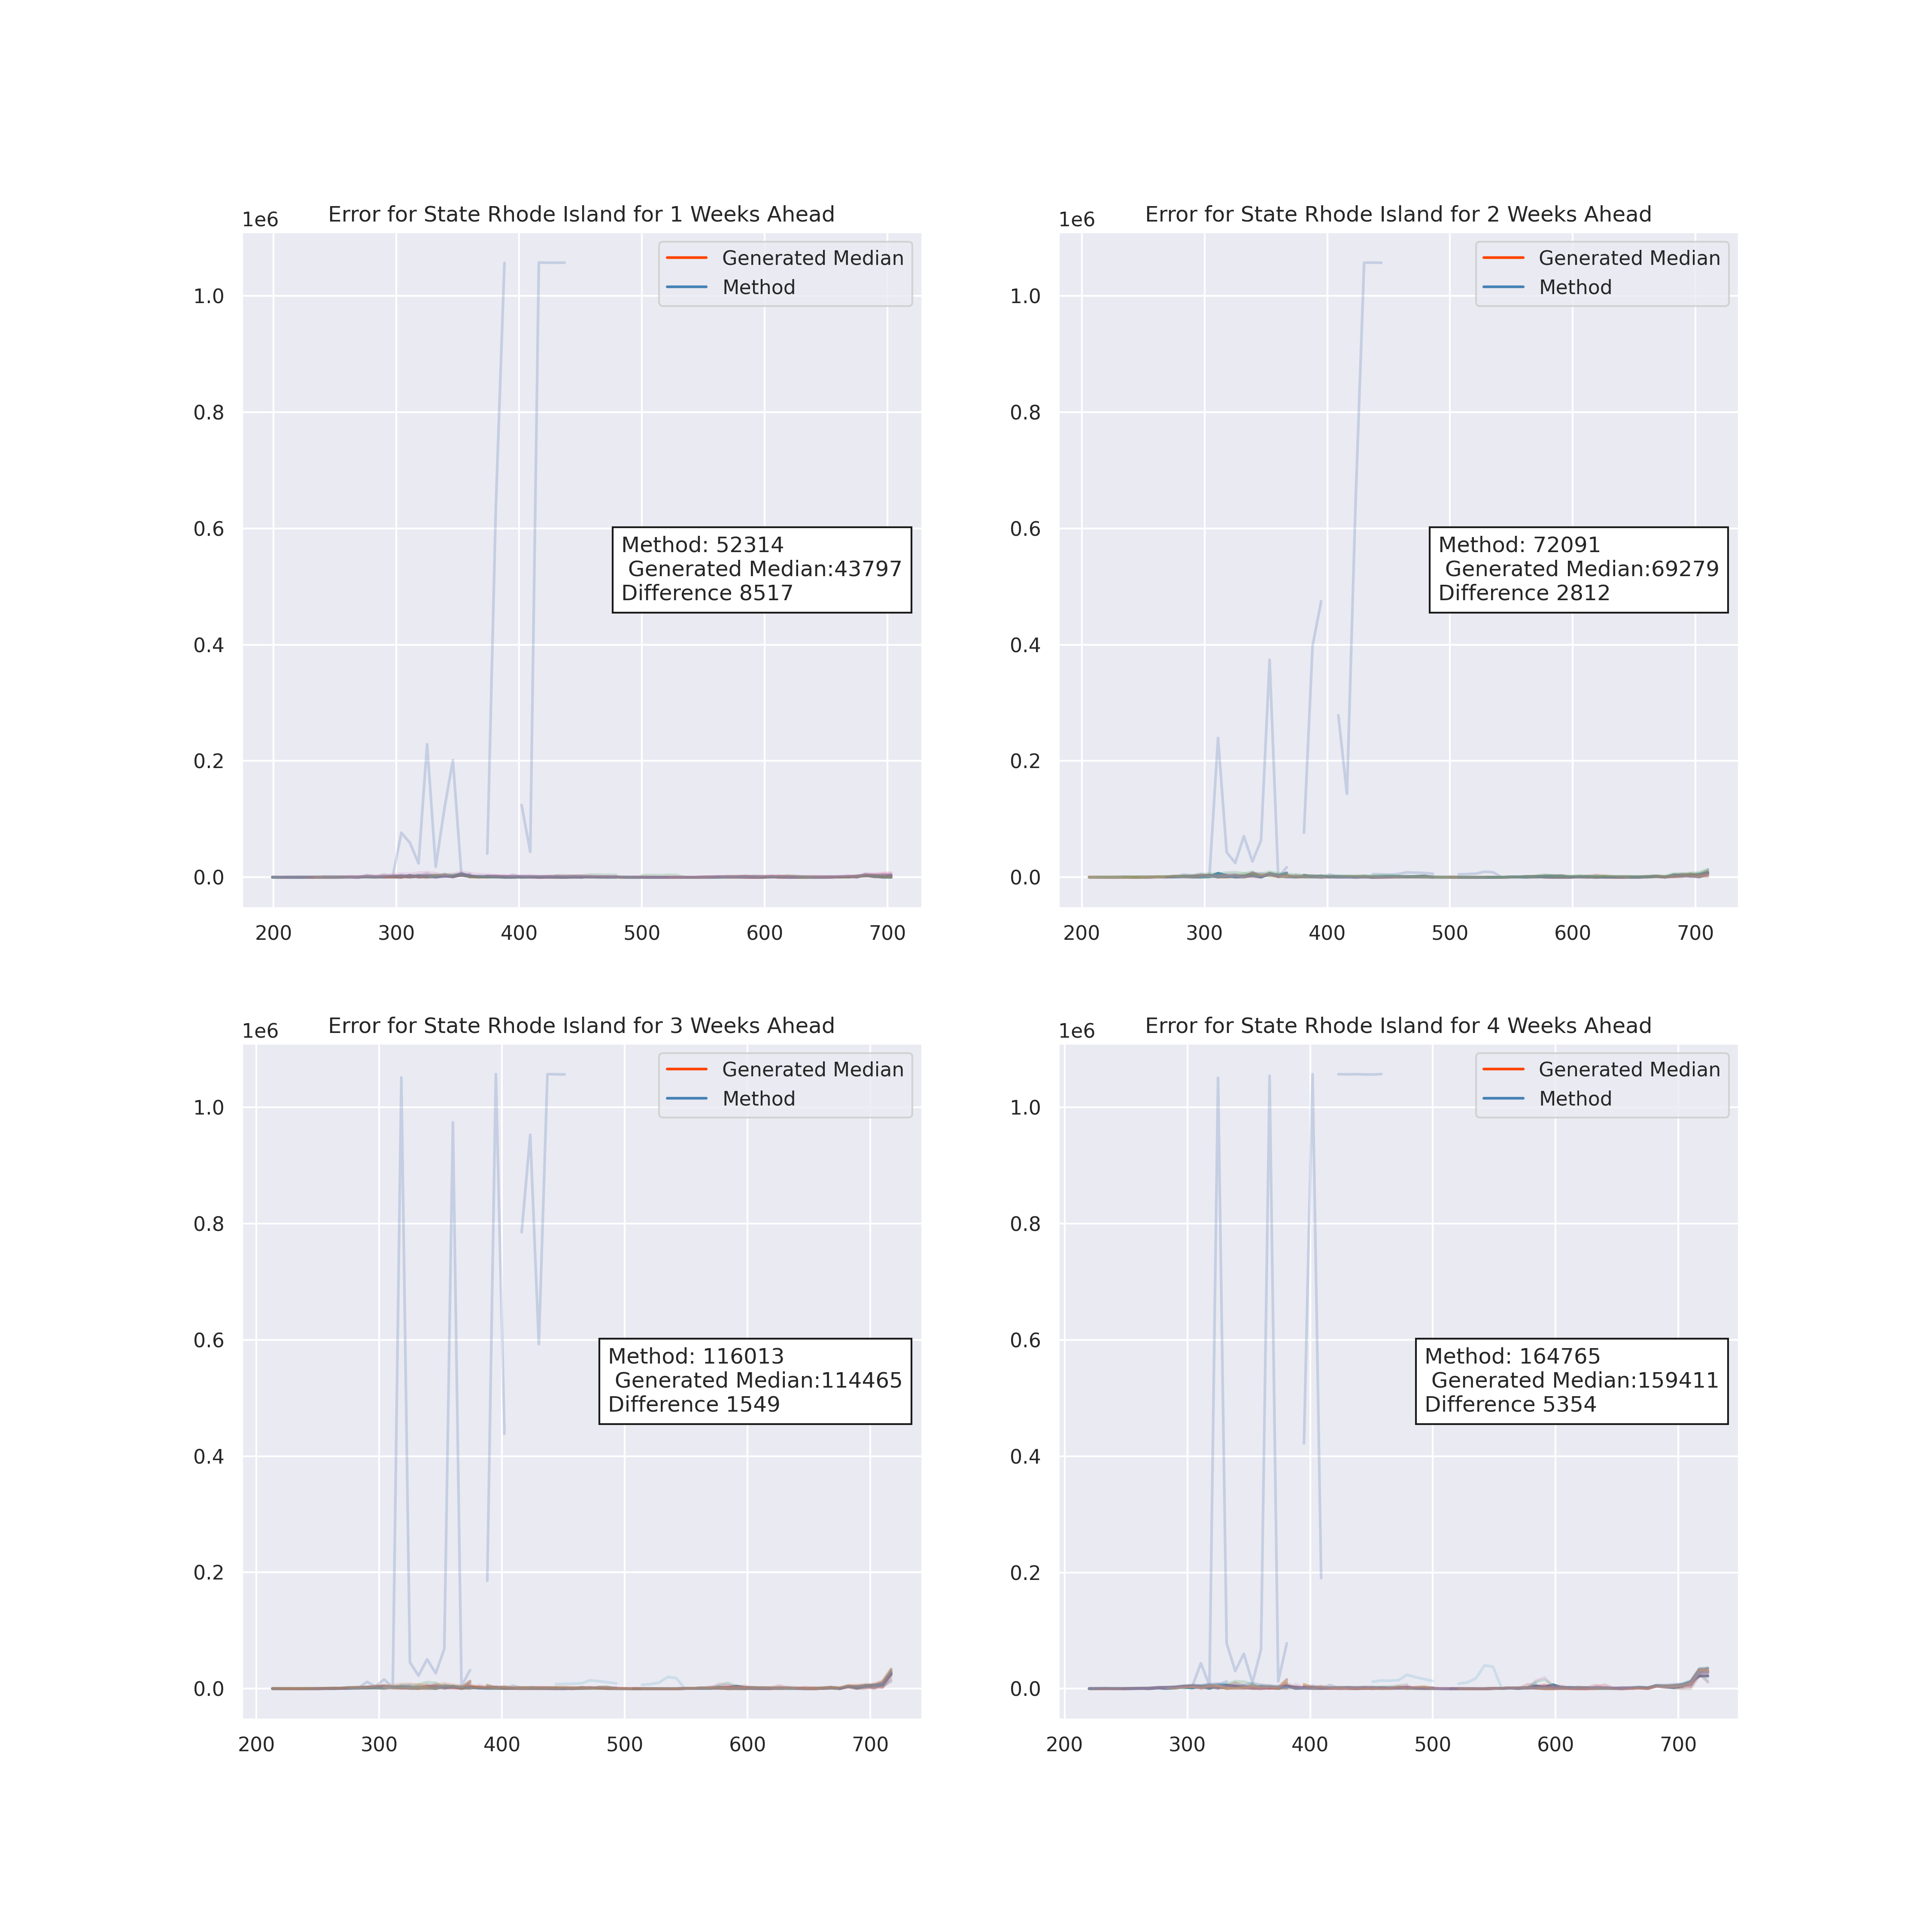 Error for State Rhode Island for 1 Weeks Ahead
1e6
Generated Median
Method
1.0
0.8
0.6
0.4
0.2
0.0
Method: 52314
Generated Median:43797
Difference 8517
200 300 400 500 600 700
Error for State Rhode Island for 2 Weeks Ahead
1e6
Generated Median
Method
1.0
0.8
0.6
0.4
0.2
0.0
Method: 72091
Generated Median:69279
Difference 2812
200 300 400 500 600 700
Error for State Rhode Island for 3 Weeks Ahead
1e6
Generated Median
Method
1.0
0.8
0.6
0.4
0.2
0.0
Method: 116013
Generated Median:114465
Difference 1549
200 300 400 500 600 700
Error for State Rhode Island for 4 Weeks Ahead
1e6
Generated Median
Method
1.0
0.8
0.6
0.4
0.2
0.0
Method: 164765
Generated Median:159411
Difference 5354
200 300 400 500 600 700